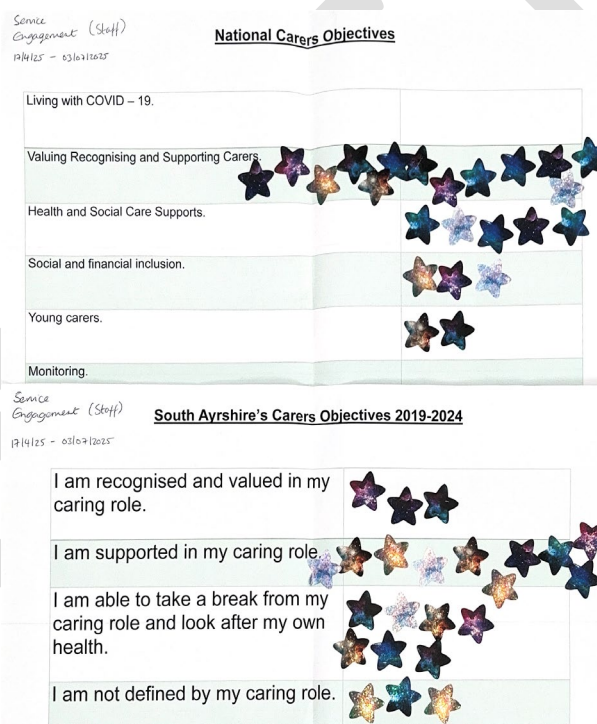 Service
Engagement (Staff)
17/4/25 - 03/07/2025
National Carers Objectives
Living with COVID – 19.
Valuing Recognising and Supporting Carers.
Health and Social Care Supports.
Social and financial inclusion.
Young carers.
Monitoring.
Service
Engagement (Staff)
17/4/25 - 03/07/2025
South Ayrshire's Carers Objectives 2019-2024
I am recognised and valued in my
caring role.
I am supported in my caring role.
I am able to take a break from my
caring role and look after my own
health.
I am not defined by my caring role.